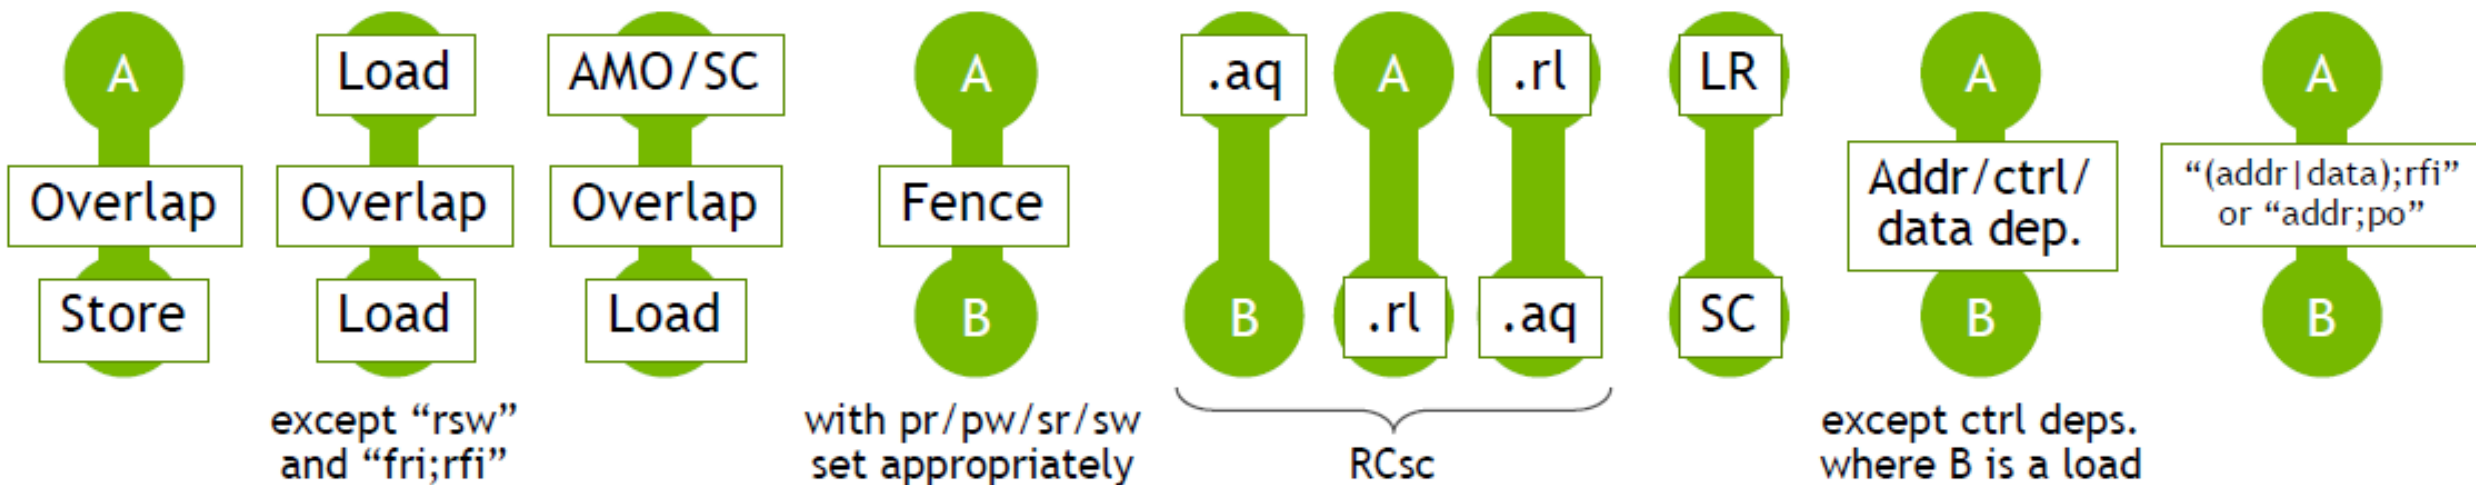 A
Overlap
Store
Load
Overlap
Load
except “rsw”
and “fri;rfi”
AMO/SC
Overlap
Load
A
Fence
B
with pr/pw/sr/sw
set appropriately
.aq
B
A
.rl
.rl
.aq
RCsc
LR
SC
A
Addr/ctrl/
data dep.
B
except ctrl deps.
where B is a load
A
“(addr|data);rfi”
or “addr;po”
B